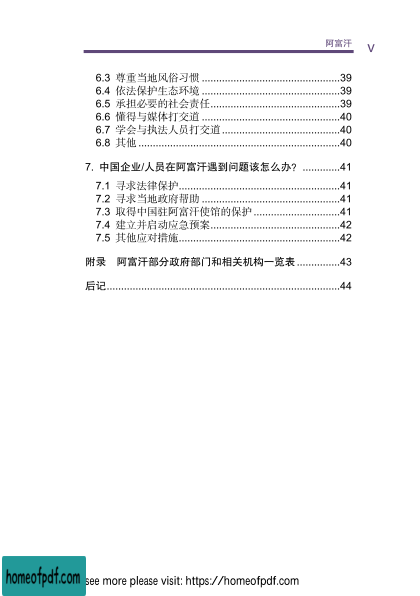 阿富汗 V
6.3 尊重当地风俗习惯 ................................................39
6.4 依法保护生态环境 ................................................39
6.5 承担必要的社会责任.............................................39
6.6 懂得与媒体打交道 ................................................40
6.7 学会与执法人员打交道.........................................40
6.8 其他 ......................................................................40
7. 中国企业/人员在阿富汗遇到问题该怎么办？ .............41
7.1 寻求法律保护........................................................41
7.2 寻求当地政府帮助 ................................................41
7.3 取得中国驻阿富汗使馆的保护 ..............................41
7.4 建立并启动应急预案.............................................42
7.5 其他应对措施........................................................42
附录 阿富汗部分政府部门和相关机构一览表 ...............43
后记.................................................................................44
homeofpdf.com
see more please visit: https://homeofpdf.com